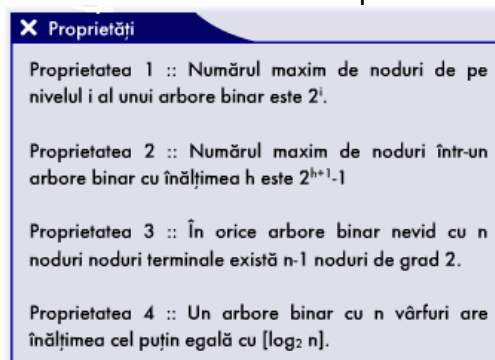 ✕ Proprietăți
Proprietatea 1 :: Numărul maxim de noduri de pe
nivelul i al unui arbore binar este 2ⁱ.
Proprietatea 2 :: Numărul maxim de noduri într-un
arbore binar cu înălțimea h este 2ʰ⁺¹-1
Proprietatea 3 :: În orice arbore binar nevid cu n
noduri noduri terminale există n-1 noduri de grad 2.
Proprietatea 4 :: Un arbore binar cu n vârfuri are
înălțimea cel puțin egală cu [log₂ n].